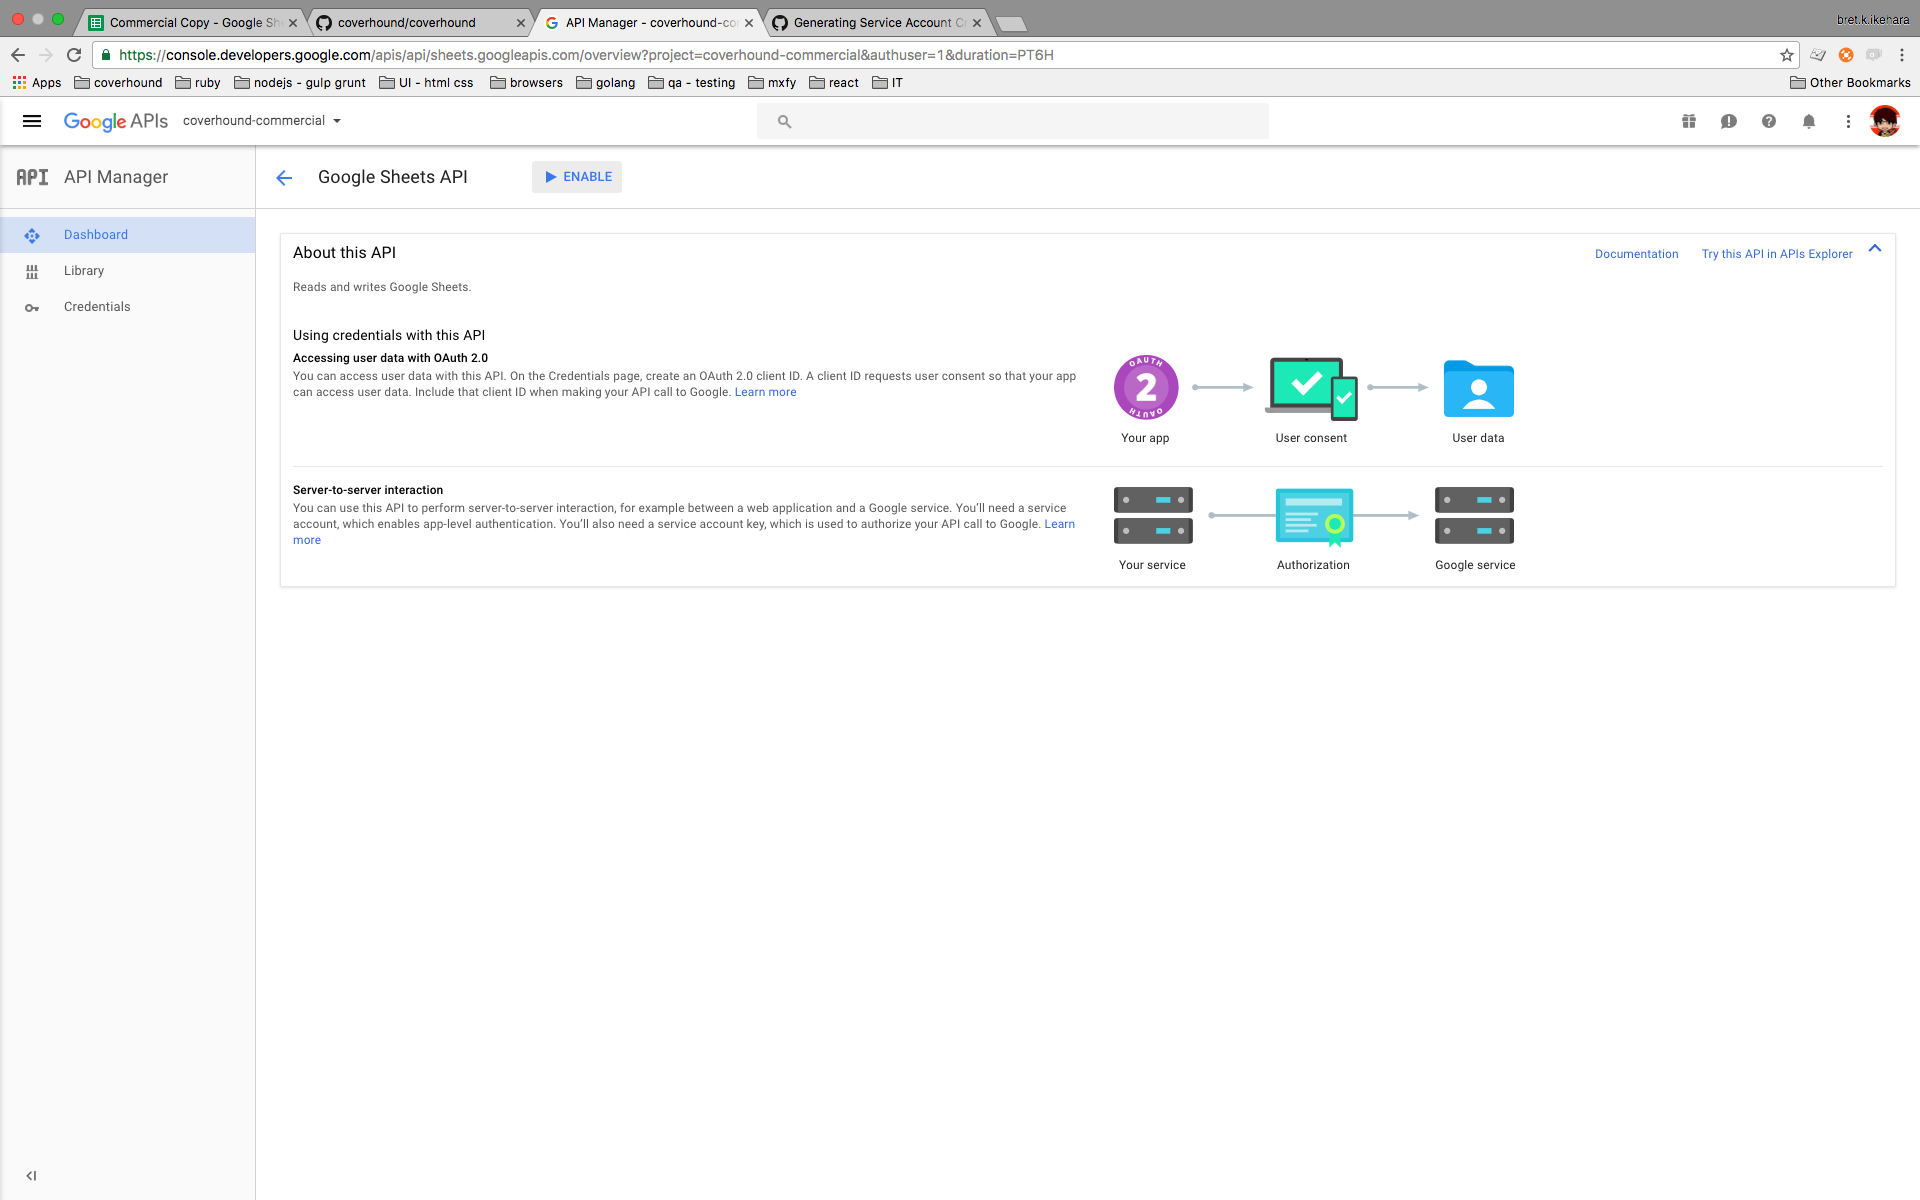 Commercial Copy - Google She
coverhound/coverhound
API Manager - coverhound-co
Generating Service Account C
bret.k.ikehara
https://console.developers.google.com/apis/api/sheets.googleapis.com/overview?project=coverhound-commercial&authuser=1&duration=PT6H
Apps
coverhound
ruby
nodejs - gulp grunt
UI - html css
browsers
golang
qa - testing
mxfy
react
IT
Other Bookmarks
Google APIs
coverhound-commercial
API
API Manager
Google Sheets API
ENABLE
Dashboard
Library
Credentials
About this API
Documentation
Try this API in APIs Explorer
Reads and writes Google Sheets.
Using credentials with this API
Accessing user data with OAuth 2.0
You can access user data with this API. On the Credentials page, create an OAuth 2.0 client ID. A client ID requests user consent so that your app
can access user data. Include that client ID when making your API call to Google. Learn more
OAUTH
2
OAUTH
Your app
User consent
User data
Server-to-server interaction
You can use this API to perform server-to-server interaction, for example between a web application and a Google service. You’ll need a service
account, which enables app-level authentication. You’ll also need a service account key, which is used to authorize your API call to Google. Learn
more
Your service
Authorization
Google service